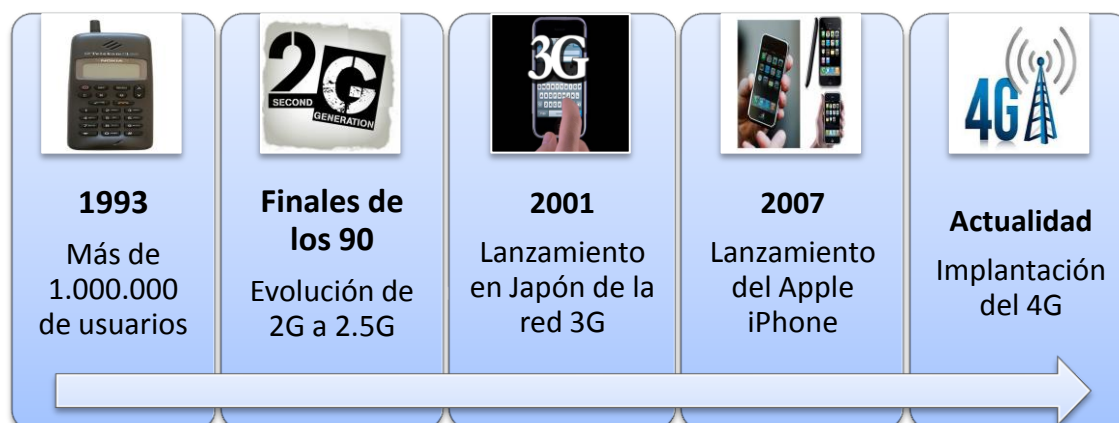 2G
SECOND
GENERATION
3G
4G
1993
Más de
1.000.000
de usuarios
Finales de
los 90
Evolución de
2G a 2.5G
2001
Lanzamiento
en Japón de la
red 3G
2007
Lanzamiento
del Apple
iPhone
Actualidad
Implantación
del 4G